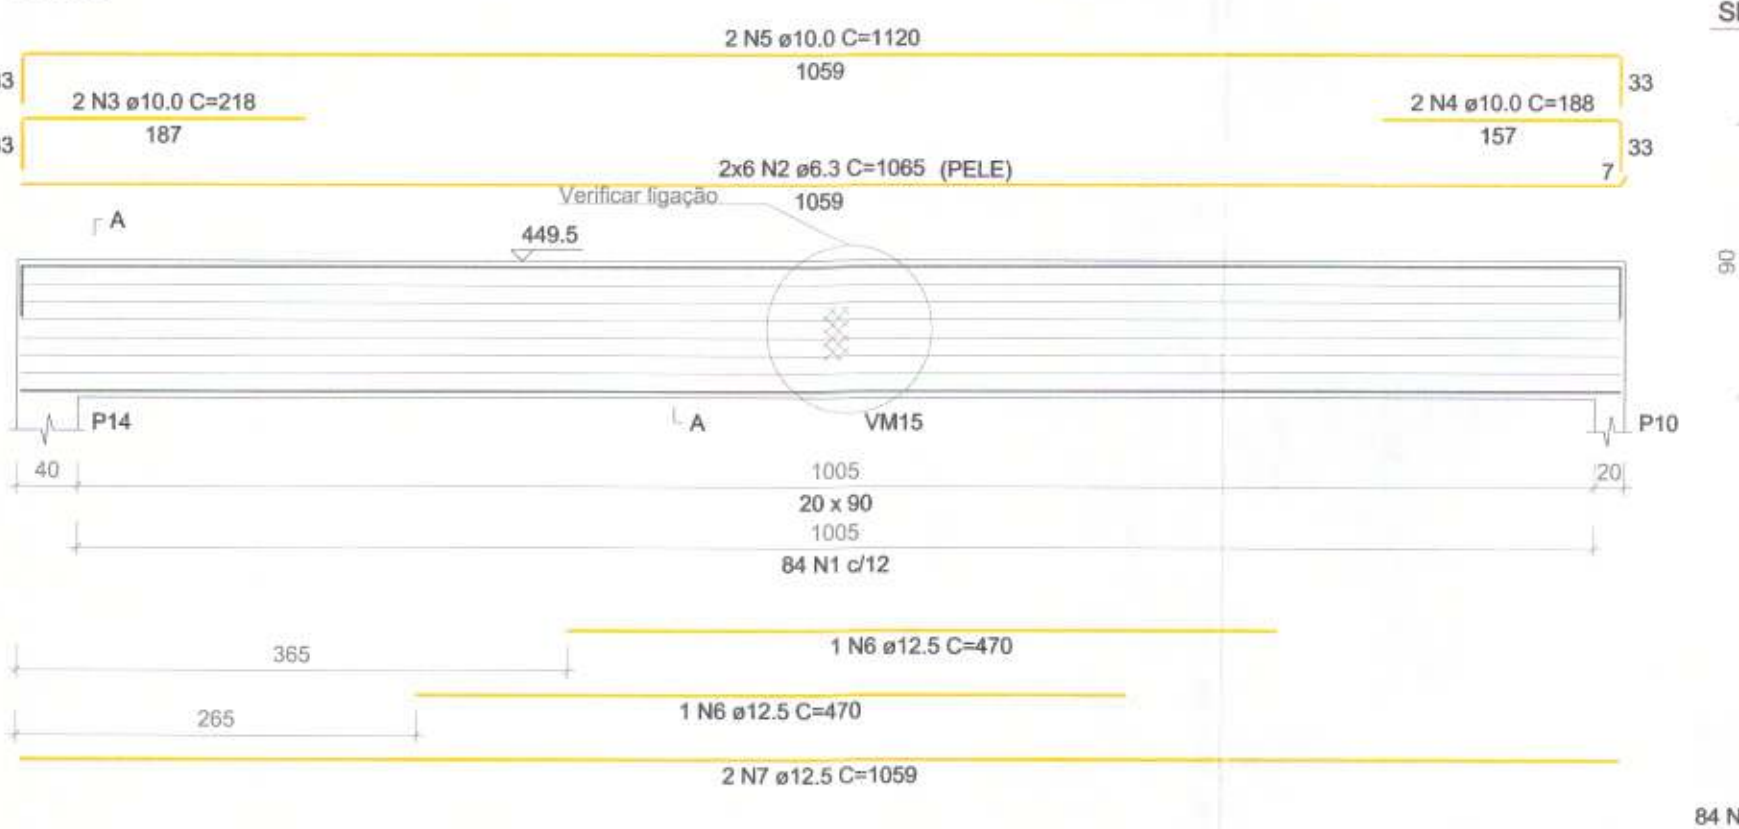 2 N5 ø10.0 C=1120
1059
33
2 N3 ø10.0 C=218
187
2 N4 ø10.0 C=188
157
33
2x6 N2 ø6.3 C=1065 (PELE)
1059
7
Verificar ligação
A
449.5
90
P14
A
VM15
P10
40
1005
20
20 x 90
1005
84 N1 c/12
1 N6 ø12.5 C=470
365
1 N6 ø12.5 C=470
265
2 N7 ø12.5 C=1059
84 N